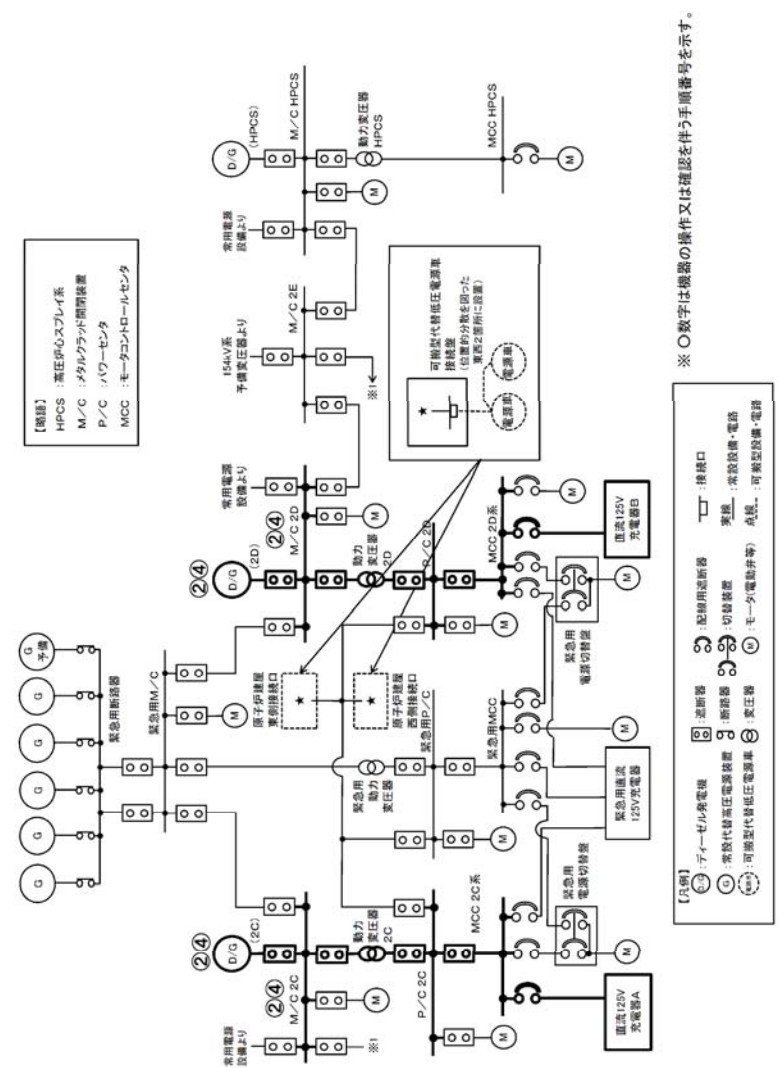 【略語】
HPCS :高圧炉心スプレイ系
M/C :メタルクラッド開閉装置
P/C :パワーセンタ
MCC :モータコントロールセンタ
G
G
G
G
G
G
予備
緊急用断路器
緊急用M/C
M
②④
D/G
(2C)
常用電源
設備より
②④
M/C 2C
※1
M
動力
変圧器
2C
P/C 2C
M
MCC 2C系
直流125V
充電器A
M
緊急用
電源切替盤
緊急用
動力
変圧器
緊急用P/C
M
緊急用MCC
M
緊急用直流
125V充電器
原子炉建屋
東側接続口
★
★
原子炉建屋
西側接続口
②④
D/G
(2D)
常用電源
設備より
②④
M/C 2D
M
動力
変圧器
2D
P/C 2D
M
MCC 2D系
M
直流125V
充電器B
緊急用
電源切替盤
M
154kV系
予備変圧器より
M/C 2E
※1
可搬型代替低圧電源車
接続盤
(位置的分散を図った
東西2箇所に設置)
★
電源車
電源車
常用電源
設備より
D/G
(HPCS)
M/C HPCS
M
動力変圧器
HPCS
MCC HPCS
M
【凡例】
D/G :ディーゼル発電機
G :常設代替高圧電源装置
電源車 :可搬型代替低圧電源車
:遮断器
:断路器
:変圧器
:配線用遮断器
:切替装置
M :モータ(電動弁等)
:接続口
実線 :常設設備・電路
点線 :可搬型設備・電路
※ ○数字は機器の操作又は確認を伴う手順番号を示す。